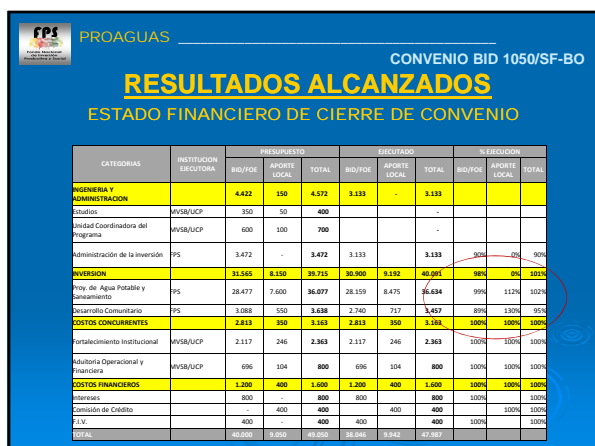 FPS
Fondo Nacional
de Inversión
Productiva y Social
PROAGUAS
CONVENIO BID 1050/SF-BO
RESULTADOS ALCANZADOS
ESTADO FINANCIERO DE CIERRE DE CONVENIO
CATEGORIAS INSTITUCION EJECUTORA PRESUPUESTO EJECUTADO % EJECUCION
BID/FOE APORTE LOCAL TOTAL BID/FOE APORTE LOCAL TOTAL BID/FOE APORTE LOCAL TOTAL
INGENIERIA Y ADMINISTRACION 4.422 150 4.572 3.133 - 3.133
Estudios MVSB/UCP 350 50 400 -
Unidad Coordinadora del Programa MVSB/UCP 600 100 700 -
Administración de la inversión FPS 3.472 - 3.472 3.133 3.133 90% 0% 90%
INVERSION 31.565 8.150 39.715 30.900 9.192 40.091 98% 0% 101%
Proy. de Agua Potable y Saneamiento FPS 28.477 7.600 36.077 28.159 8.475 36.634 99% 112% 102%
Desarrollo Comunitario FPS 3.088 550 3.638 2.740 717 3.457 89% 130% 95%
COSTOS CONCURRENTES 2.813 350 3.163 2.813 350 3.163 100% 100% 100%
Fortalecimiento Institucional MVSB/UCP 2.117 246 2.363 2.117 246 2.363 100% 100% 100%
Aduitoria Operacional y Financiera MVSB/UCP 696 104 800 696 104 800 100% 100% 100%
COSTOS FINANCIEROS 1.200 400 1.600 1.200 400 1.600 100% 100% 100%
Intereses 800 - 800 800 800 100% 100%
Comisión de Crédito - 400 400 400 400 100% 100%
F.I.V. 400 - 400 400 400 100% 100%
TOTAL 40.000 9.050 49.050 38.046 9.942 47.987